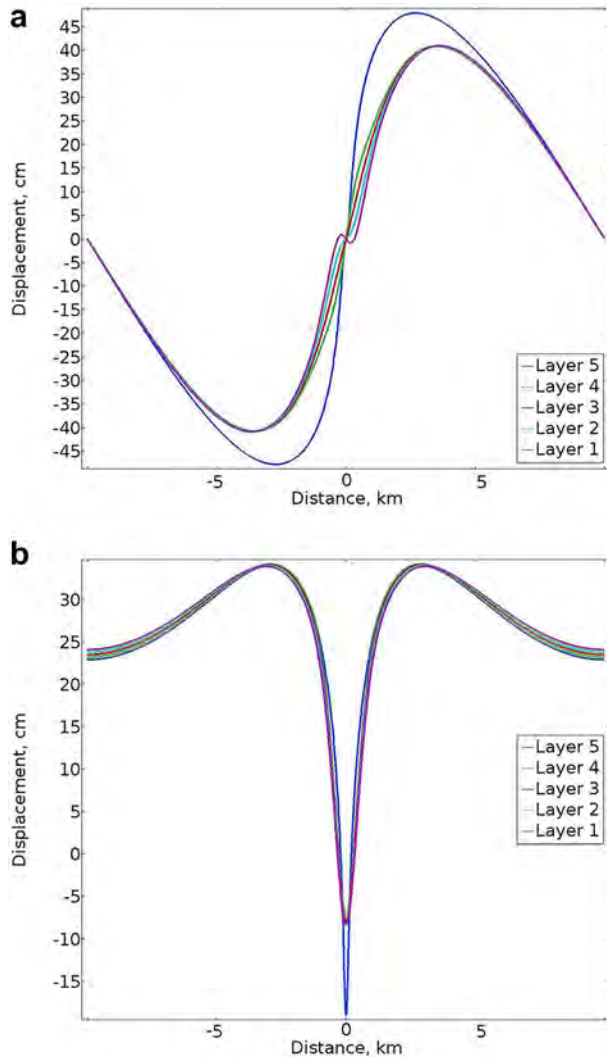 a
45
40
35
30
25
20
15
10
5
0
-5
-10
-15
-20
-25
-30
-35
-40
-45
Displacement, cm
Layer 5
Layer 4
Layer 3
Layer 2
Layer 1
-5 0 5
Distance, km
b
30
25
20
15
10
5
0
-5
-10
-15
Displacement, cm
Layer 5
Layer 4
Layer 3
Layer 2
Layer 1
-5 0 5
Distance, km